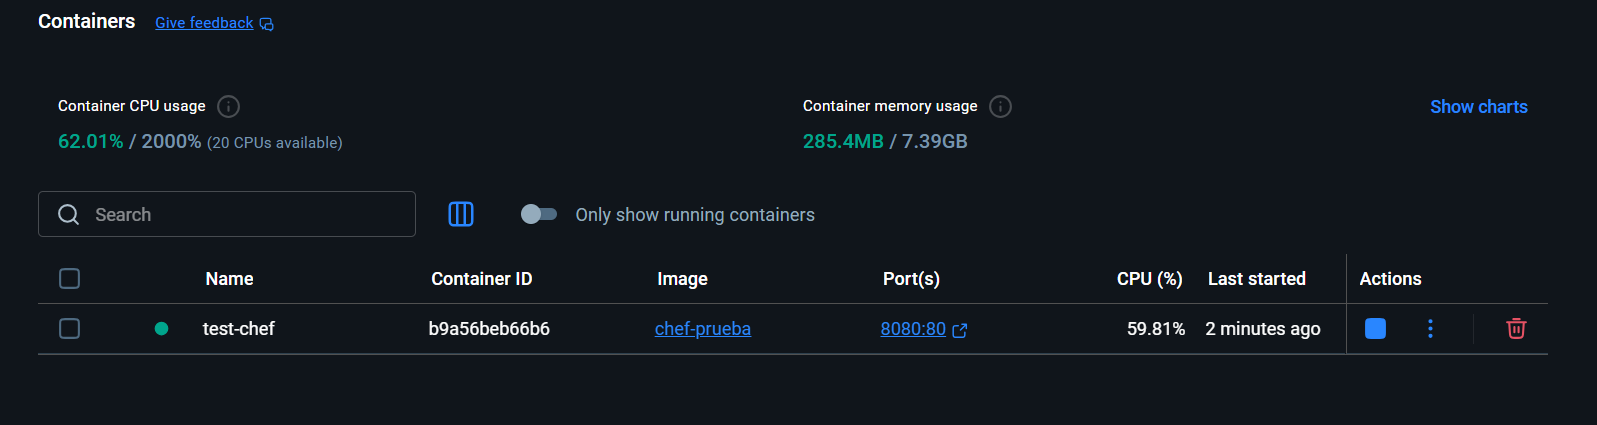 Containers Give feedback
Container CPU usage
62.01% / 2000% (20 CPUs available)
Container memory usage
285.4MB / 7.39GB
Show charts
Search
Only show running containers
Name Container ID Image Port(s) CPU (%) Last started Actions
test-chef b9a56beb66b6 chef-prueba 8080:80 59.81% 2 minutes ago